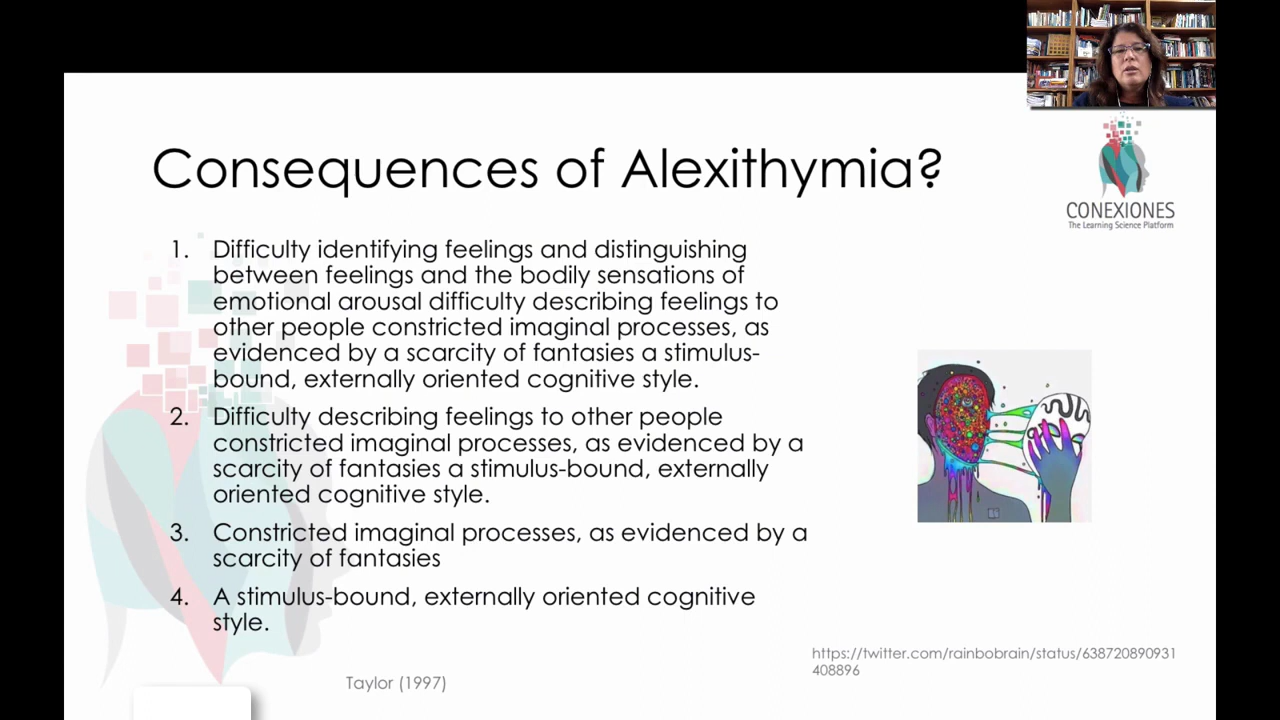 Consequences of Alexithymia?
CONEXIONES
The Learning Science Platform
1. Difficulty identifying feelings and distinguishing
between feelings and the bodily sensations of
emotional arousal difficulty describing feelings to
other people constricted imaginal processes, as
evidenced by a scarcity of fantasies a stimulus-
bound, externally oriented cognitive style.
2. Difficulty describing feelings to other people
constricted imaginal processes, as evidenced by a
scarcity of fantasies a stimulus-bound, externally
oriented cognitive style.
3. Constricted imaginal processes, as evidenced by a
scarcity of fantasies
4. A stimulus-bound, externally oriented cognitive
style.
https://twitter.com/rainbobrain/status/638720890931
408896
Taylor (1997)